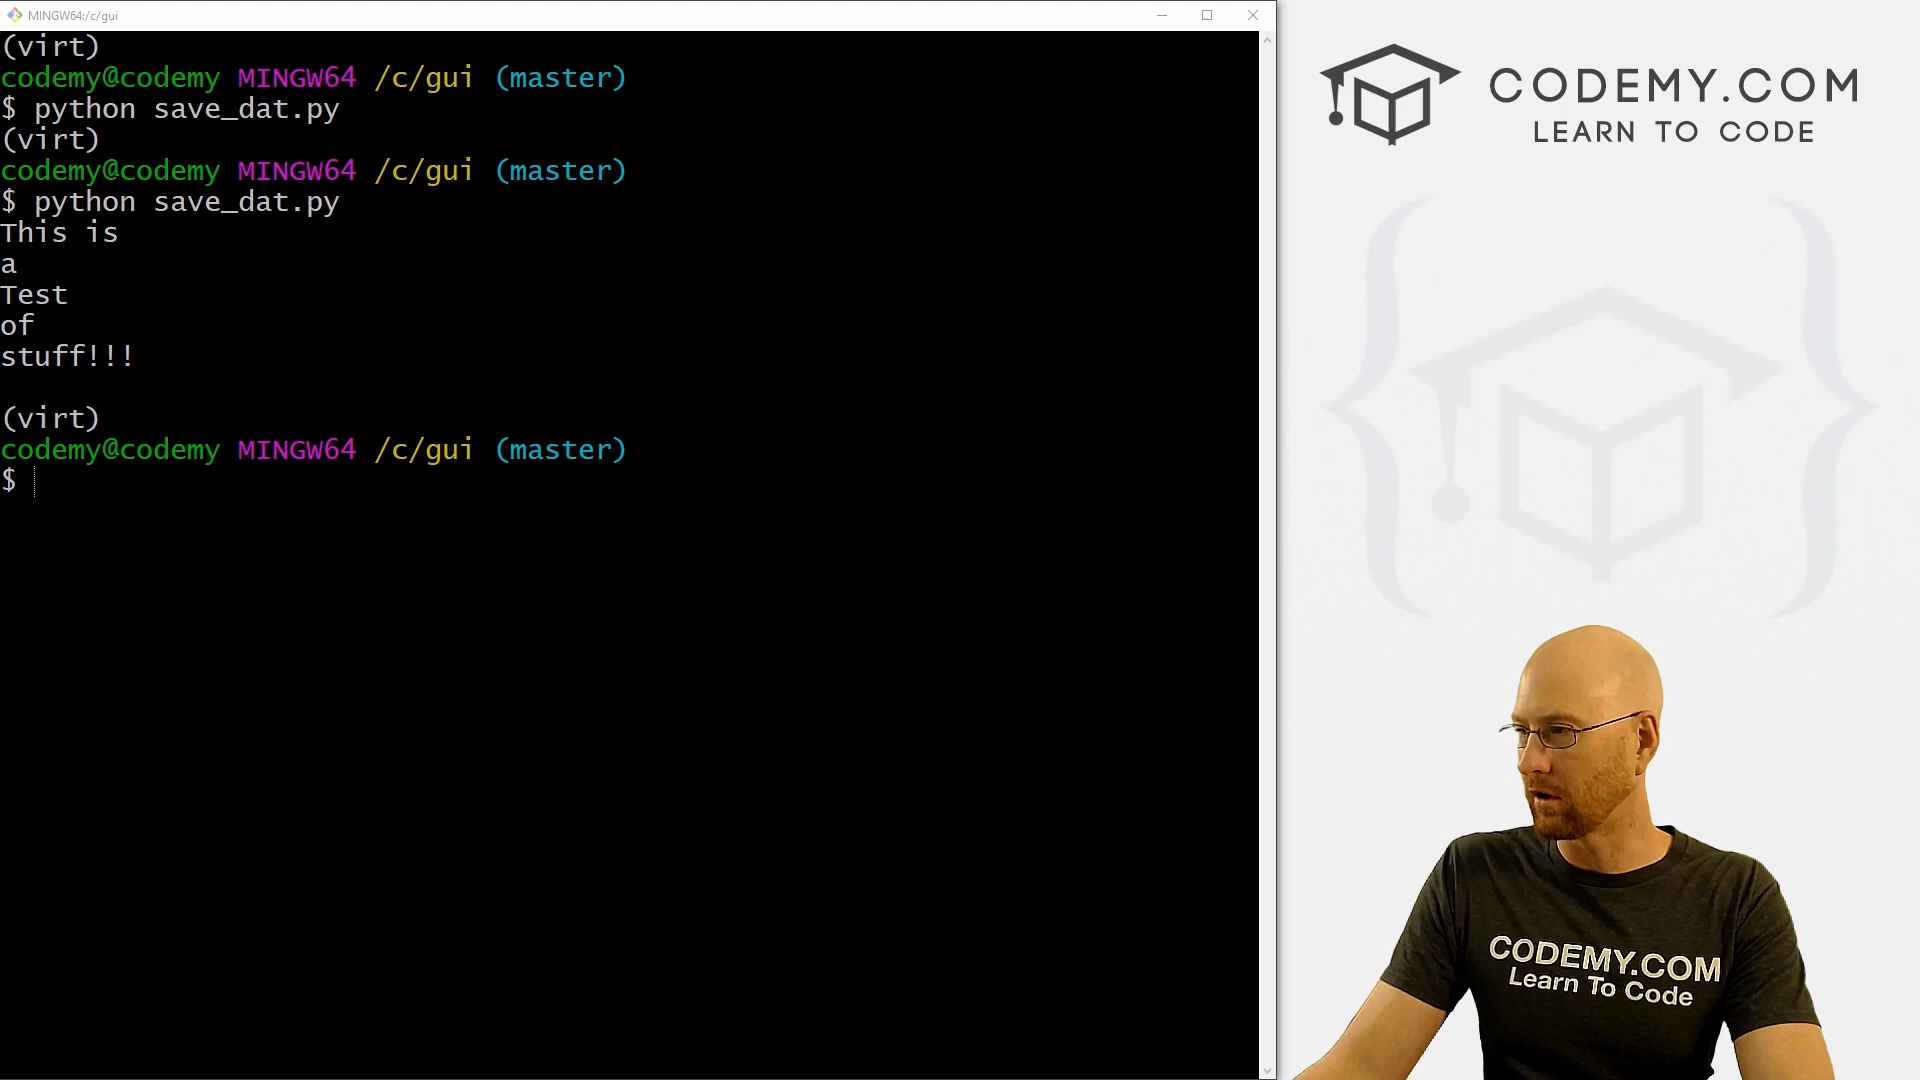 MINGW64:/c/gui
(virt)
codemy@codemy MINGW64 /c/gui (master)
$ python save_dat.py
(virt)
codemy@codemy MINGW64 /c/gui (master)
$ python save_dat.py
This is
a
Test
of
stuff!!!
(virt)
codemy@codemy MINGW64 /c/gui (master)
$
CODEMY.COM
LEARN TO CODE
CODEMY.COM
Learn To Code